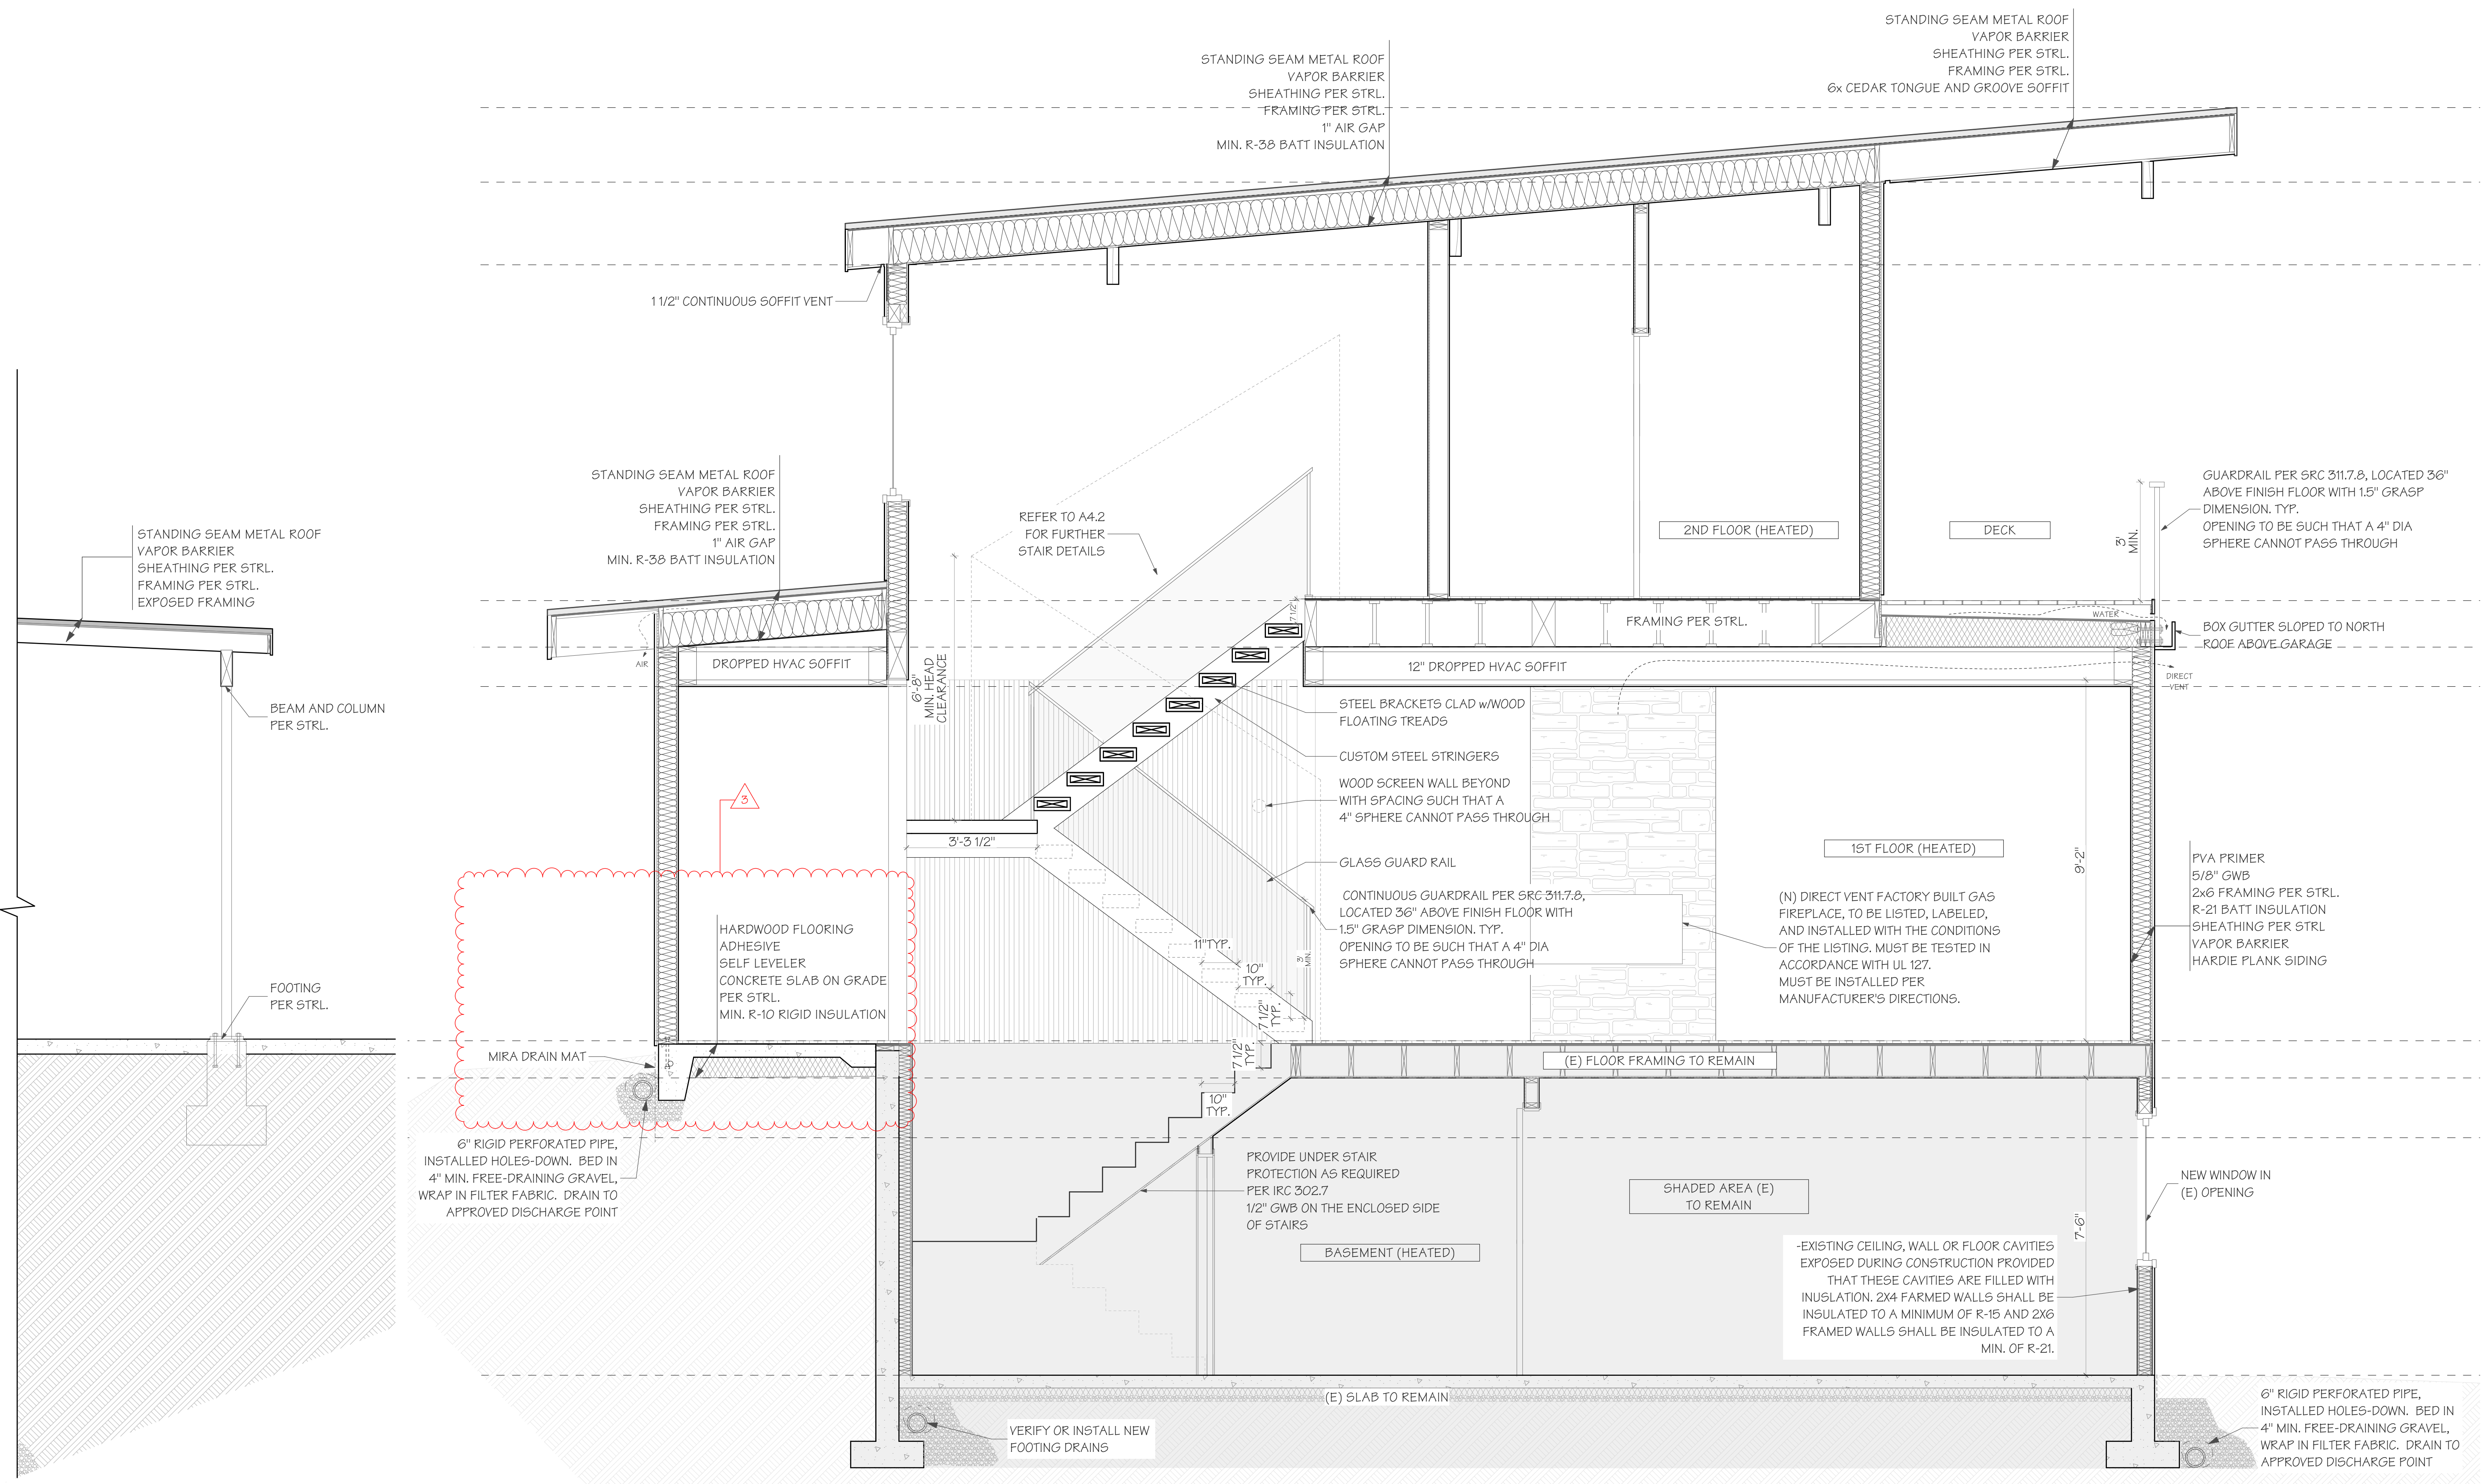 STANDING SEAM METAL ROOF
VAPOR BARRIER
SHEATHING PER STRL.
FRAMING PER STRL.
6x CEDAR TONGUE AND GROOVE SOFFIT
STANDING SEAM METAL ROOF
VAPOR BARRIER
SHEATHING PER STRL.
FRAMING PER STRL.
1" AIR GAP
MIN. R-38 BATT INSULATION
1 1/2" CONTINUOUS SOFFIT VENT
STANDING SEAM METAL ROOF
VAPOR BARRIER
SHEATHING PER STRL.
FRAMING PER STRL.
1" AIR GAP
MIN. R-38 BATT INSULATION
STANDING SEAM METAL ROOF
VAPOR BARRIER
SHEATHING PER STRL.
FRAMING PER STRL.
EXPOSED FRAMING
BEAM AND COLUMN
PER STRL.
FOOTING
PER STRL.
REFER TO A4.2
FOR FURTHER
STAIR DETAILS
2ND FLOOR (HEATED)
DECK
3'
MIN.
GUARDRAIL PER SRC 311.7.8, LOCATED 36"
ABOVE FINISH FLOOR WITH 1.5" GRASP
DIMENSION. TYP.
OPENING TO BE SUCH THAT A 4" DIA
SPHERE CANNOT PASS THROUGH
WATER
BOX GUTTER SLOPED TO NORTH
ROOF ABOVE GARAGE
7 1/2"
FRAMING PER STRL.
AIR
DROPPED HVAC SOFFIT
12" DROPPED HVAC SOFFIT
DIRECT
VENT
6'-8"
MIN. HEAD
CLEARANCE
STEEL BRACKETS CLAD w/WOOD
FLOATING TREADS
CUSTOM STEEL STRINGERS
WOOD SCREEN WALL BEYOND
WITH SPACING SUCH THAT A
4" SPHERE CANNOT PASS THROUGH
3
3'-3 1/2"
GLASS GUARD RAIL
1ST FLOOR (HEATED)
9'-2"
PVA PRIMER
5/8" GWB
2x6 FRAMING PER STRL.
R-21 BATT INSULATION
SHEATHING PER STRL
VAPOR BARRIER
HARDIE PLANK SIDING
CONTINUOUS GUARDRAIL PER SRC 311.7.8,
LOCATED 36" ABOVE FINISH FLOOR WITH
1.5" GRASP DIMENSION. TYP.
OPENING TO BE SUCH THAT A 4" DIA
SPHERE CANNOT PASS THROUGH
(N) DIRECT VENT FACTORY BUILT GAS
FIREPLACE, TO BE LISTED, LABELED,
AND INSTALLED WITH THE CONDITIONS
OF THE LISTING. MUST BE TESTED IN
ACCORDANCE WITH UL 127.
MUST BE INSTALLED PER
MANUFACTURER'S DIRECTIONS.
HARDWOOD FLOORING
ADHESIVE
SELF LEVELER
CONCRETE SLAB ON GRADE
PER STRL.
MIN. R-10 RIGID INSULATION
11"TYP.
10"
TYP.
3'
MIN.
7 1/2"
TYP.
7 1/2"
TYP.
10"
TYP.
MIRA DRAIN MAT
(E) FLOOR FRAMING TO REMAIN
6" RIGID PERFORATED PIPE,
INSTALLED HOLES-DOWN. BED IN
4" MIN. FREE-DRAINING GRAVEL,
WRAP IN FILTER FABRIC. DRAIN TO
APPROVED DISCHARGE POINT
PROVIDE UNDER STAIR
PROTECTION AS REQUIRED
PER IRC 302.7
1/2" GWB ON THE ENCLOSED SIDE
OF STAIRS
SHADED AREA (E)
TO REMAIN
BASEMENT (HEATED)
7'-6"
NEW WINDOW IN
(E) OPENING
-EXISTING CEILING, WALL OR FLOOR CAVITIES
EXPOSED DURING CONSTRUCTION PROVIDED
THAT THESE CAVITIES ARE FILLED WITH
INUSLATION. 2X4 FARMED WALLS SHALL BE
INSULATED TO A MINIMUM OF R-15 AND 2X6
FRAMED WALLS SHALL BE INSULATED TO A
MIN. OF R-21.
(E) SLAB TO REMAIN
VERIFY OR INSTALL NEW
FOOTING DRAINS
6" RIGID PERFORATED PIPE,
INSTALLED HOLES-DOWN. BED IN
4" MIN. FREE-DRAINING GRAVEL,
WRAP IN FILTER FABRIC. DRAIN TO
APPROVED DISCHARGE POINT